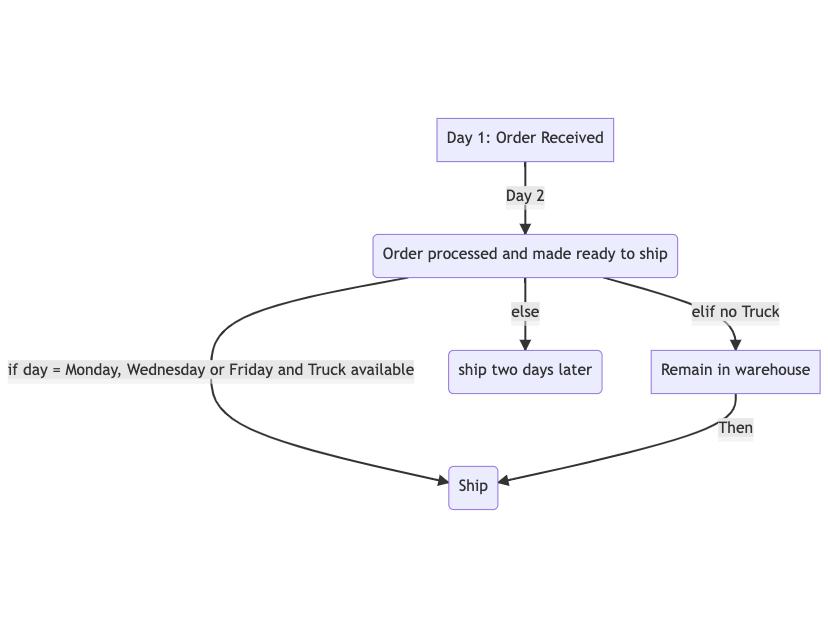 Day 1: Order Received
Day 2
Order processed and made ready to ship
else
elif no Truck
if day = Monday, Wednesday or Friday and Truck available
ship two days later
Remain in warehouse
Then
Ship